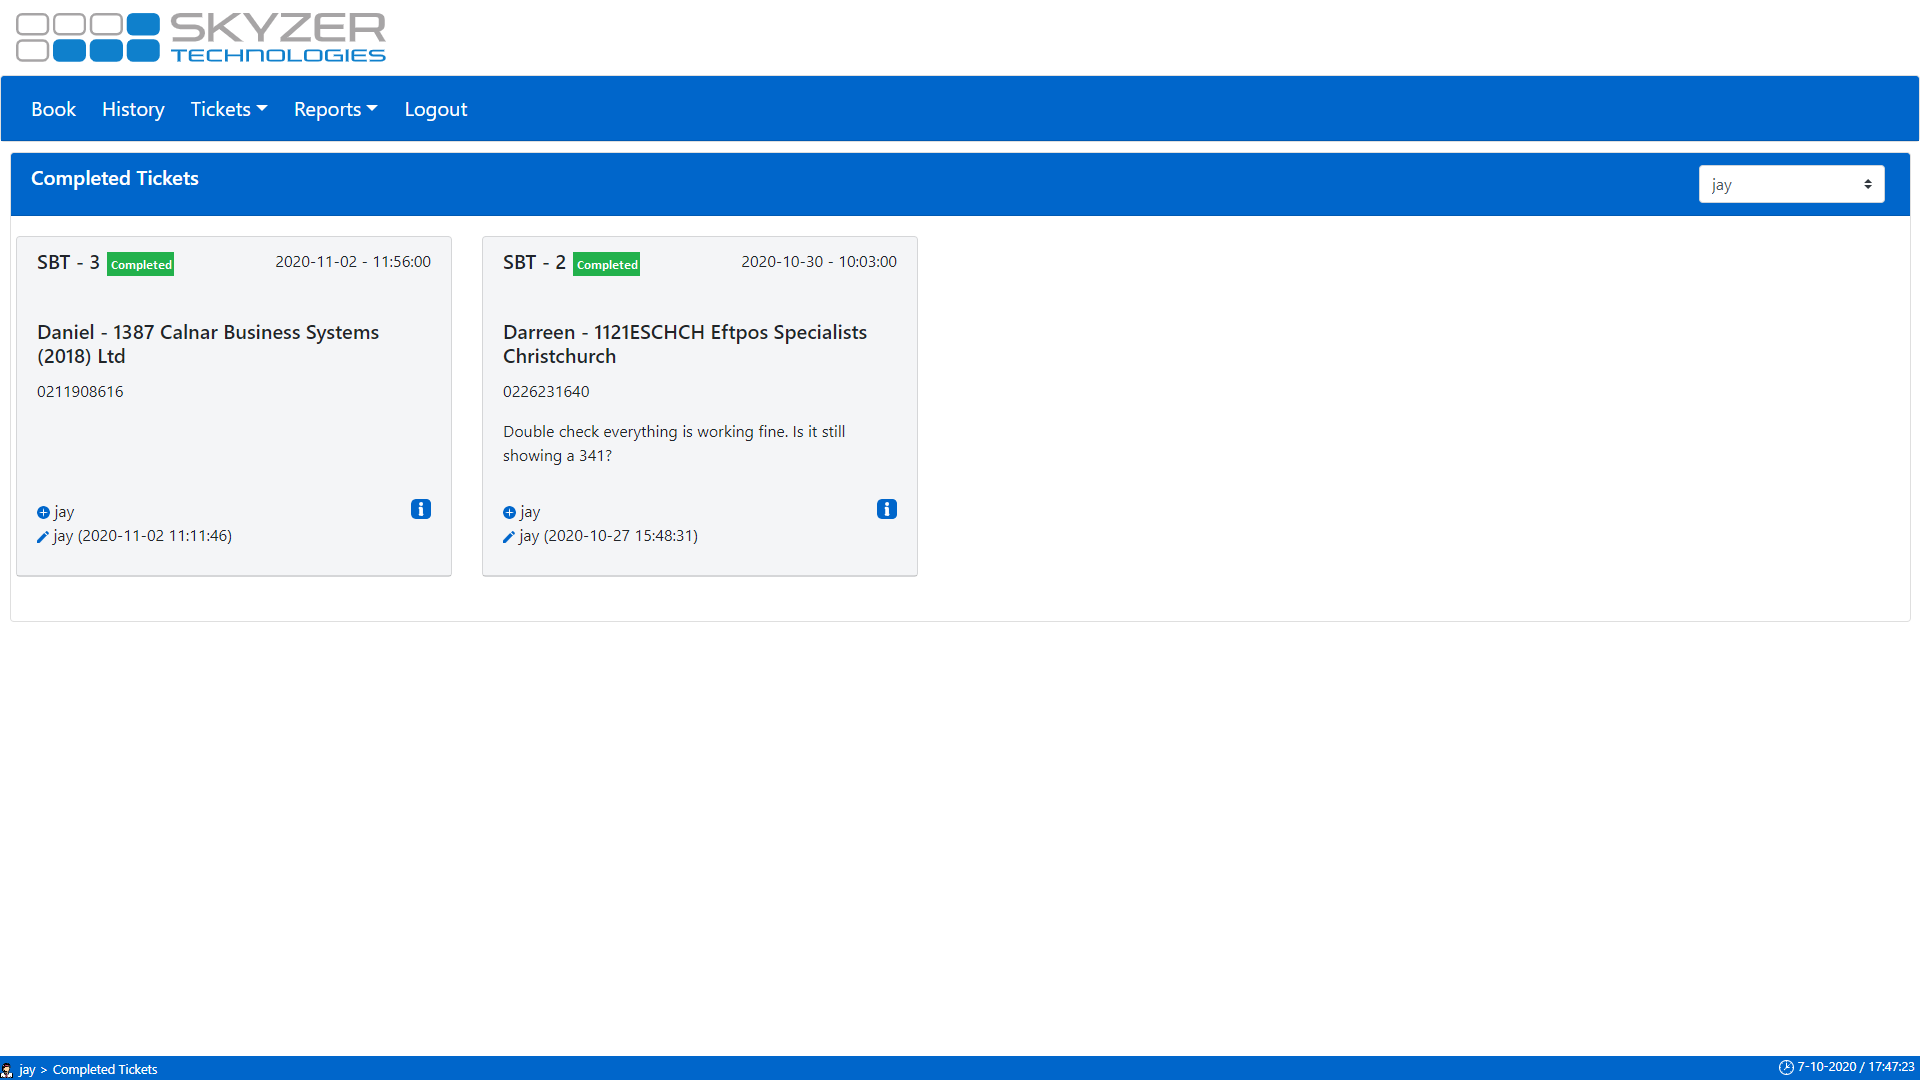 SKYZER
TECHNOLOGIES
Book History Tickets Reports Logout
Completed Tickets
jay
SBT - 3 Completed 2020-11-02 - 11:56:00
Daniel - 1387 Calnar Business Systems
(2018) Ltd
0211908616
jay
jay (2020-11-02 11:11:46)
SBT - 2 Completed 2020-10-30 - 10:03:00
Darreen - 1121ESCHCH Eftpos Specialists
Christchurch
0226231640
Double check everything is working fine. Is it still
showing a 341?
jay
jay (2020-10-27 15:48:31)
jay > Completed Tickets
7-10-2020 / 17:47:23